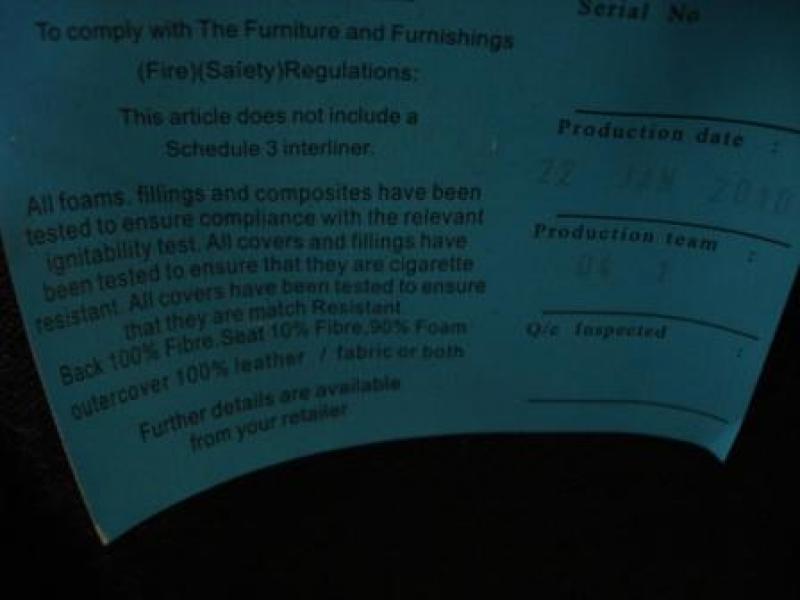 To comply with The Furniture and Furnishings
(Fire)(Safety)Regulations:
This article does not include a
Schedule 3 interliner.
All foams, fillings and composites have been
tested to ensure compliance with the relevant
ignitability test. All covers and fillings have
been tested to ensure that they are cigarette
resistant. All covers have been tested to ensure
that they are match Resistant
Back 100% Fibre.Seat 10% Fibre,90% Foam
outercover 100% leather / fabric or both
Further details are available
from your retailer
Serial No
Production date :
22 JAN 2010
Production team :
Q/c Inspected :